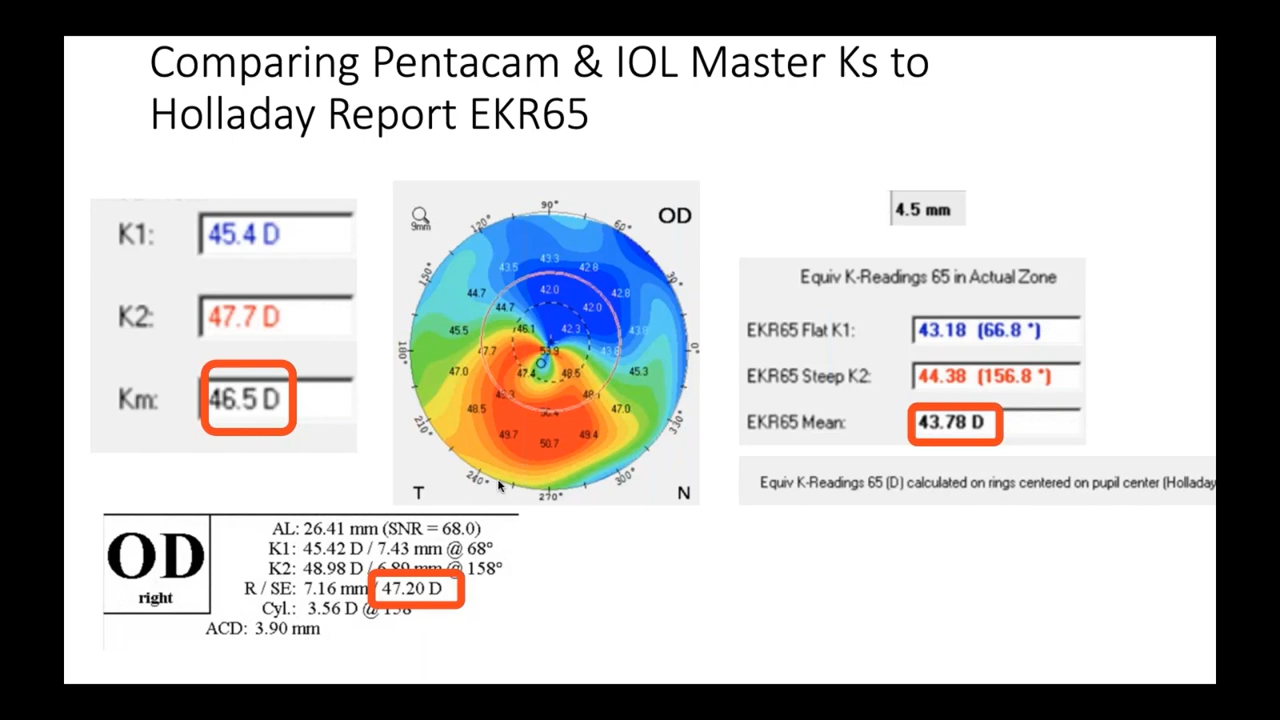 Comparing Pentacam & IOL Master Ks to
Holladay Report EKR65
K1: 45.4 D
K2: 47.7 D
Km: 46.5 D
OD
9mm
90°
120°
60°
150°
30°
180°
0°
210°
330°
240°
300°
270°
43.3
43.5
42.8
44.7
42.0
42.8
44.7
42.0
45.5
46.1
42.3
43.8
47.7
53.9
43.8
47.0
47.4
48.5
45.3
48.5
47.0
49.7
49.4
50.7
T
N
4.5 mm
Equiv K-Readings 65 in Actual Zone
EKR65 Flat K1: 43.18 (66.8 °)
EKR65 Steep K2: 44.38 (156.8 °)
EKR65 Mean: 43.78 D
Equiv K-Readings 65 (D) calculated on rings centered on pupil center (Holladay
OD
right
AL: 26.41 mm (SNR = 68.0)
K1: 45.42 D / 7.43 mm @ 68°
K2: 48.98 D / 6.89 mm @ 158°
R / SE: 7.16 mm / 47.20 D
Cyl.: 3.56 D @ 158°
ACD: 3.90 mm